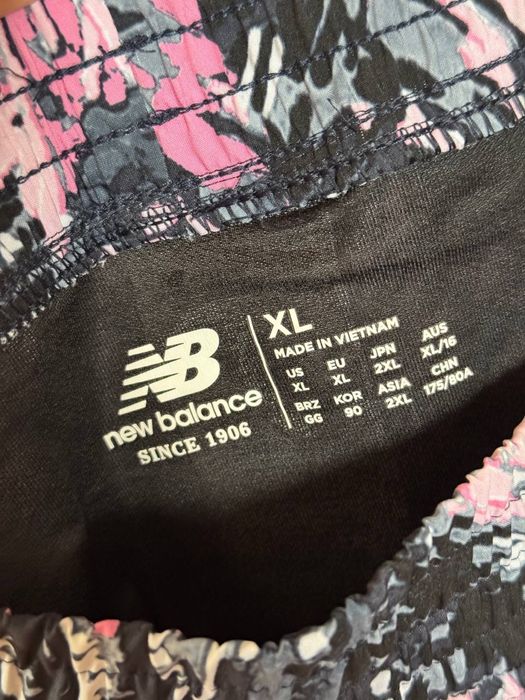 NB
new balance
SINCE 1906
XL
MADE IN VIETNAM
US EU JPN AUS
XL XL 2XL XL/16
BRZ KOR ASIA CHN
GG 90 2XL 175/80A